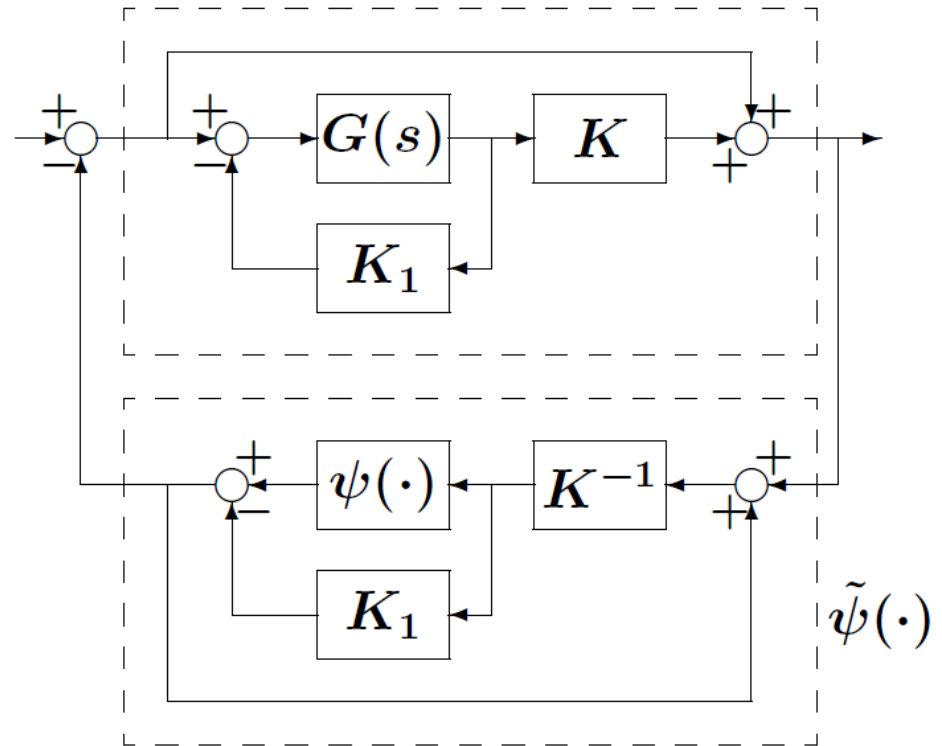 + + +
− − +
G(s) K
K₁
+ +
− +
ψ(·) K⁻¹
K₁
ψ̃(·)